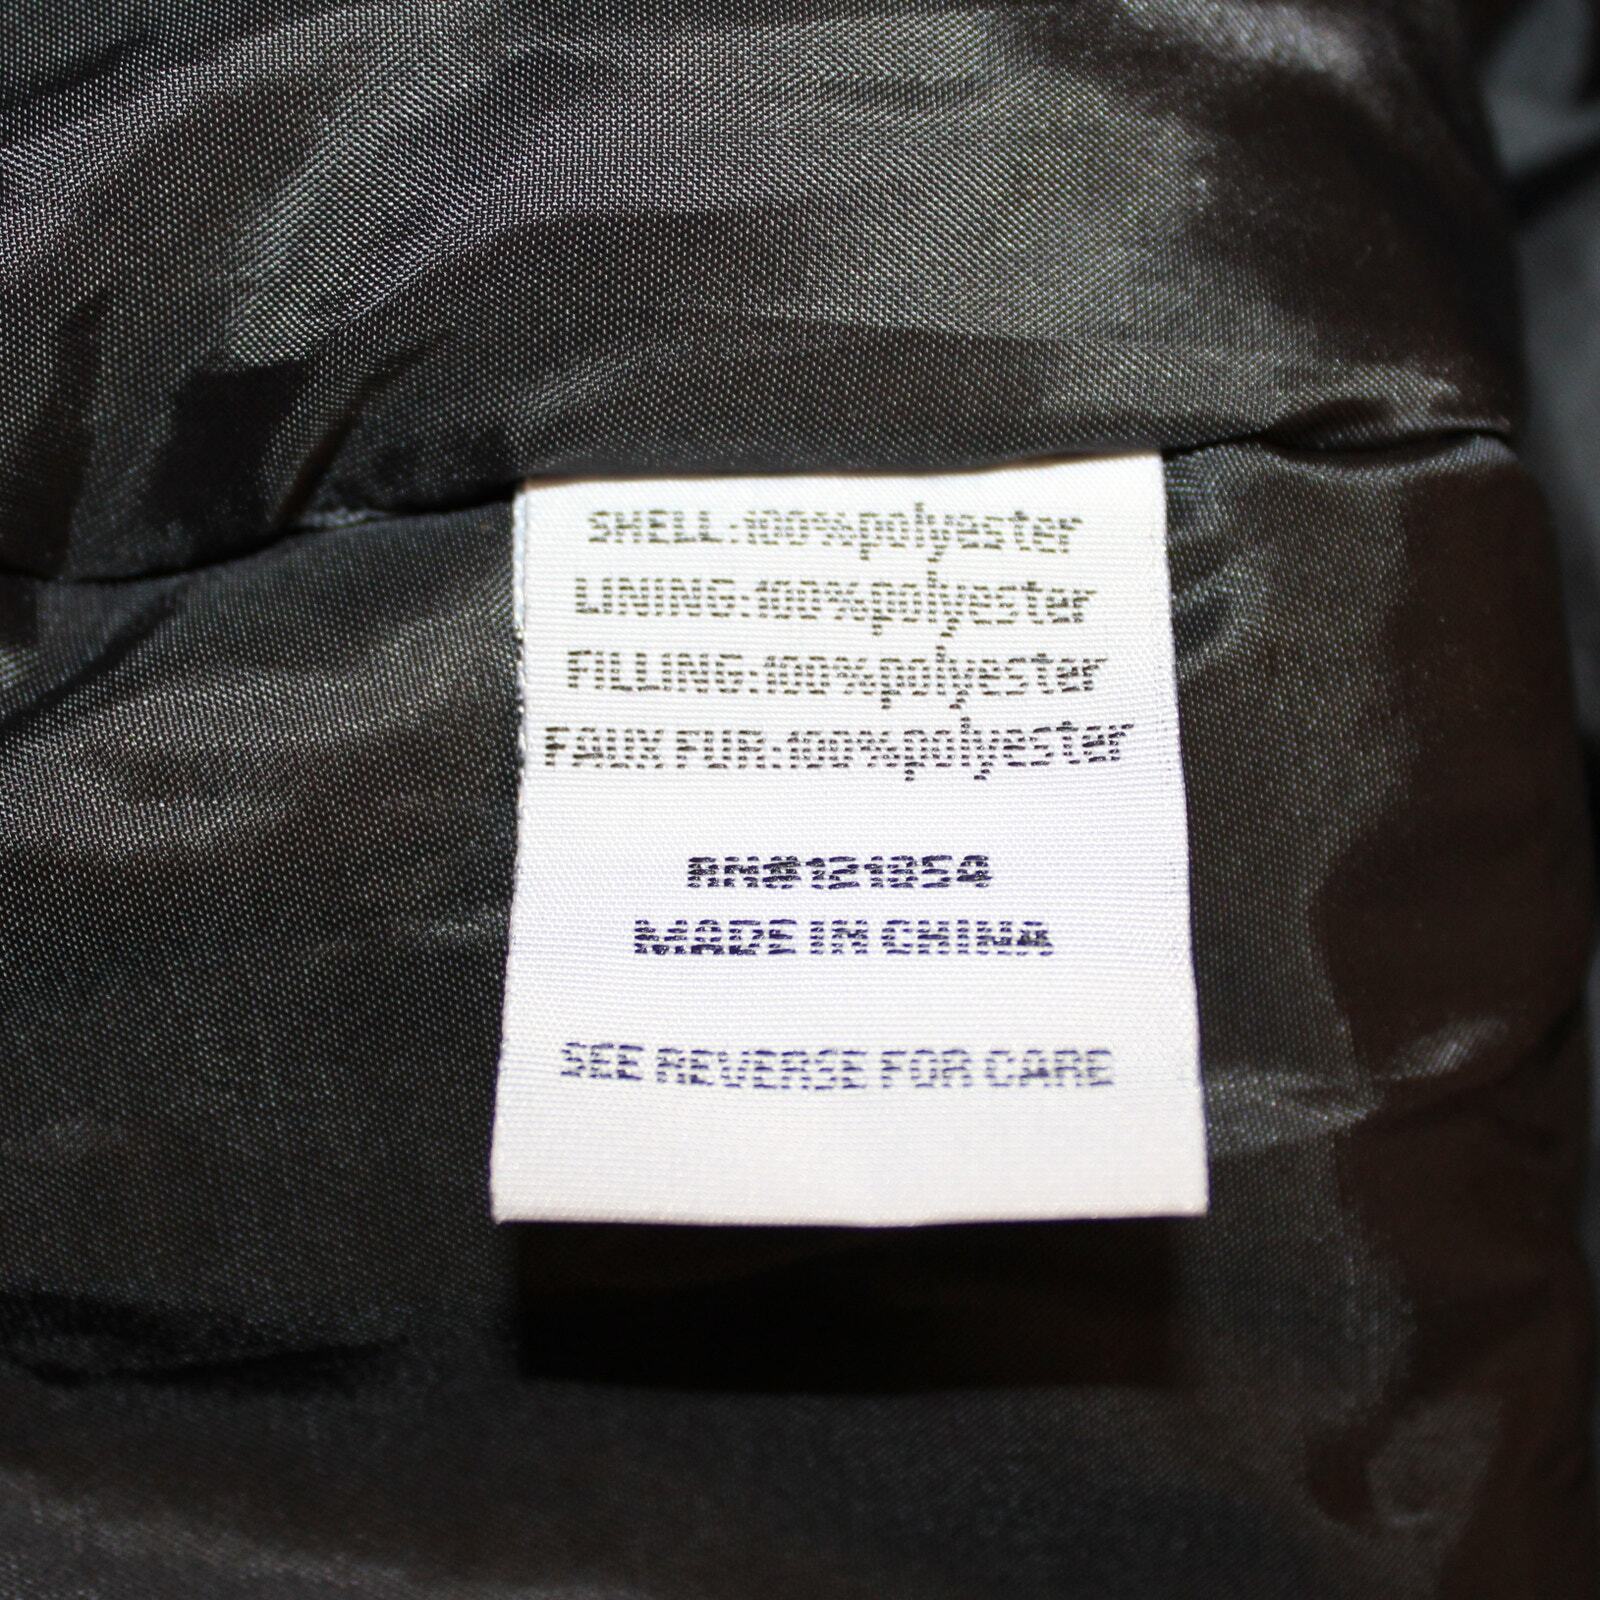 SHELL:100%polyester
LINING:100%polyester
FILLING:100%polyester
FAUX FUR:100%polyester
RN#121854
MADE IN CHINA
SEE REVERSE FOR CARE